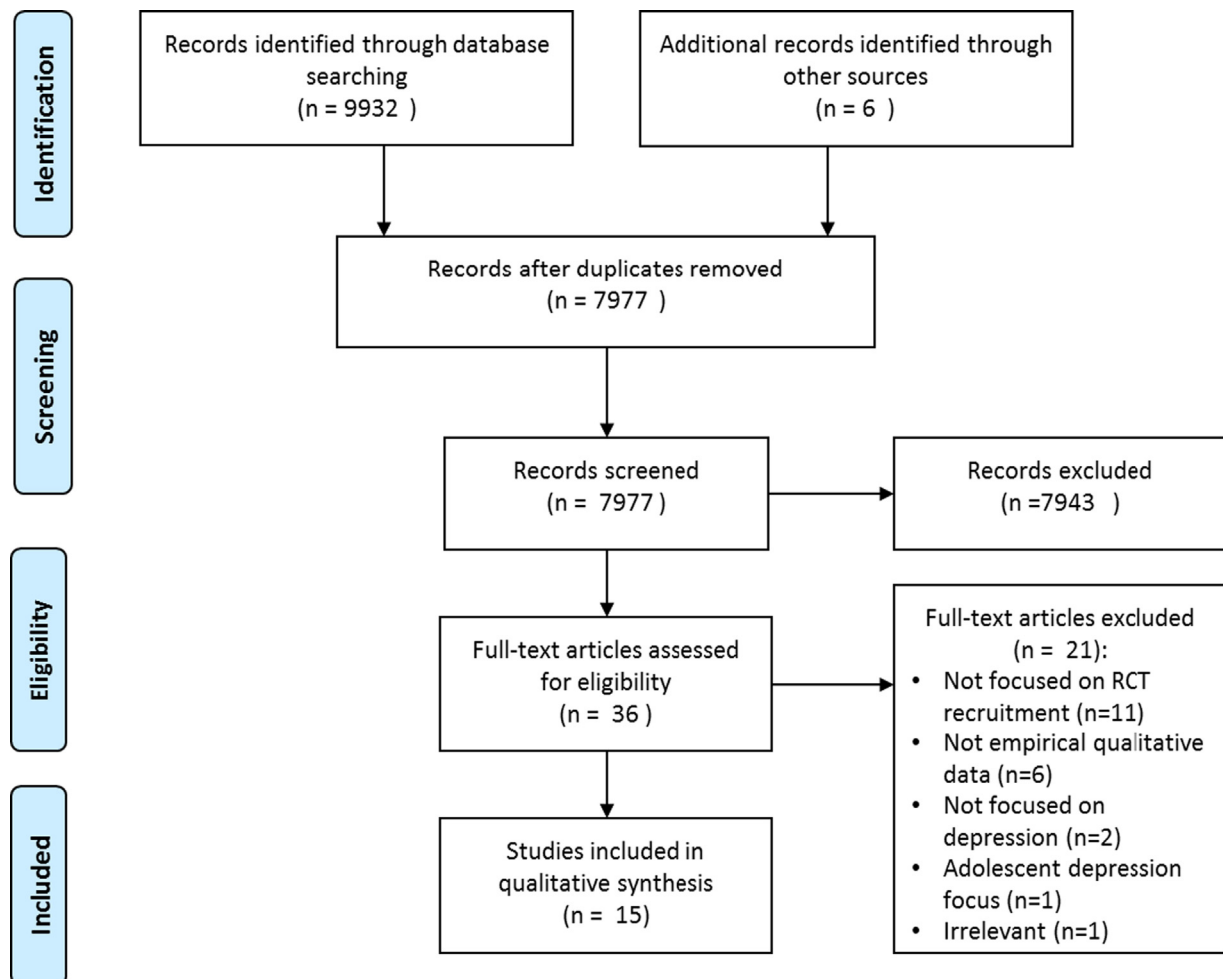 Identification
Records identified through database
searching
(n = 9932  )
Additional records identified through
other sources
(n = 6  )
Screening
Records after duplicates removed
(n = 7977  )
Records screened
(n =  7977 )
Records excluded
(n =7943   )
Eligibility
Full-text articles assessed
for eligibility
(n =  36 )
Full-text articles excluded
(n =  21):
• Not focused on RCT
recruitment (n=11)
• Not empirical qualitative
data (n=6)
• Not focused on
depression (n=2)
• Adolescent depression
focus (n=1)
• Irrelevant (n=1)
Included
Studies included in
qualitative synthesis
(n =  15)